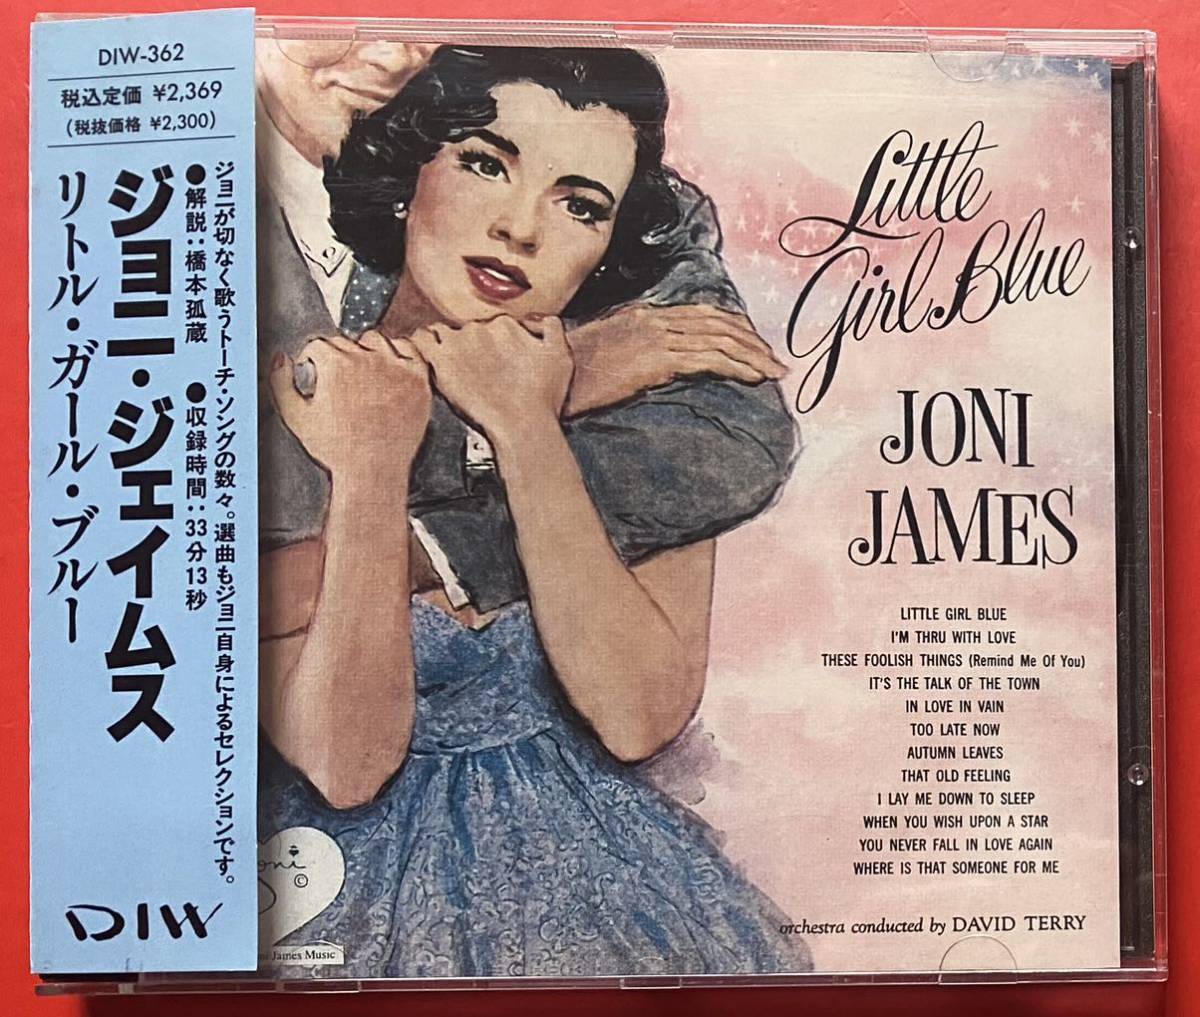 DIW-362
税込定価 ¥2,369
(税抜価格 ¥2,300)
ジョニが切なく歌うトーチ・ソングの数々。選曲もジョニ自身によるセレクションです。
●解説:橋本孤蔵 ●収録時間:33分13秒
ジョニ・ジェイムス
リトル・ガール・ブルー
DIW
Little
Girl Blue
JONI
JAMES
LITTLE GIRL BLUE
I'M THRU WITH LOVE
THESE FOOLISH THINGS (Remind Me Of You)
IT'S THE TALK OF THE TOWN
IN LOVE IN VAIN
TOO LATE NOW
AUTUMN LEAVES
THAT OLD FEELING
I LAY ME DOWN TO SLEEP
WHEN YOU WISH UPON A STAR
YOU NEVER FALL IN LOVE AGAIN
WHERE IS THAT SOMEONE FOR ME
orchestra conducted by DAVID TERRY
©
James Music